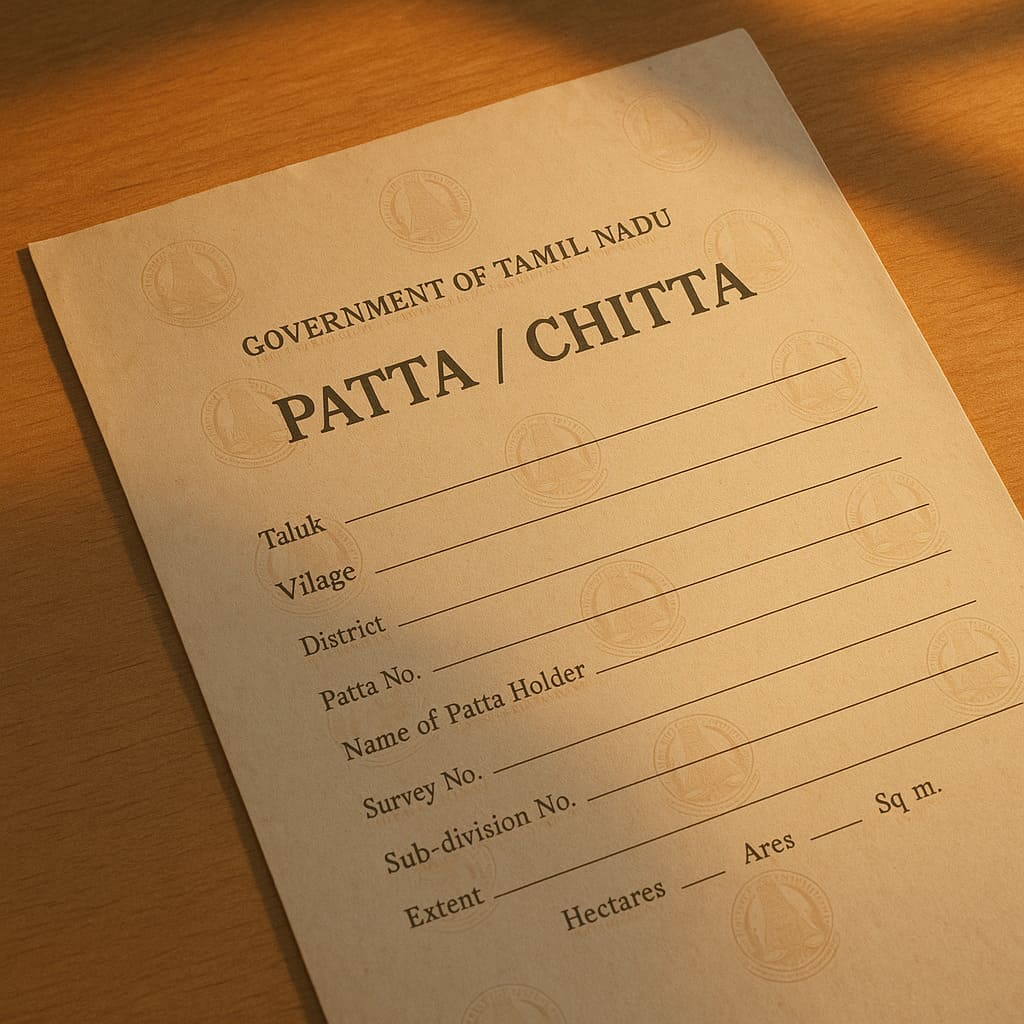 GOVERNMENT OF TAMIL NADU
PATTA / CHITTA
Taluk
Vilage
District
Patta No.
Name of Patta Holder
Survey No.
Sub-division No.
Extent
Hectares Ares Sq m.